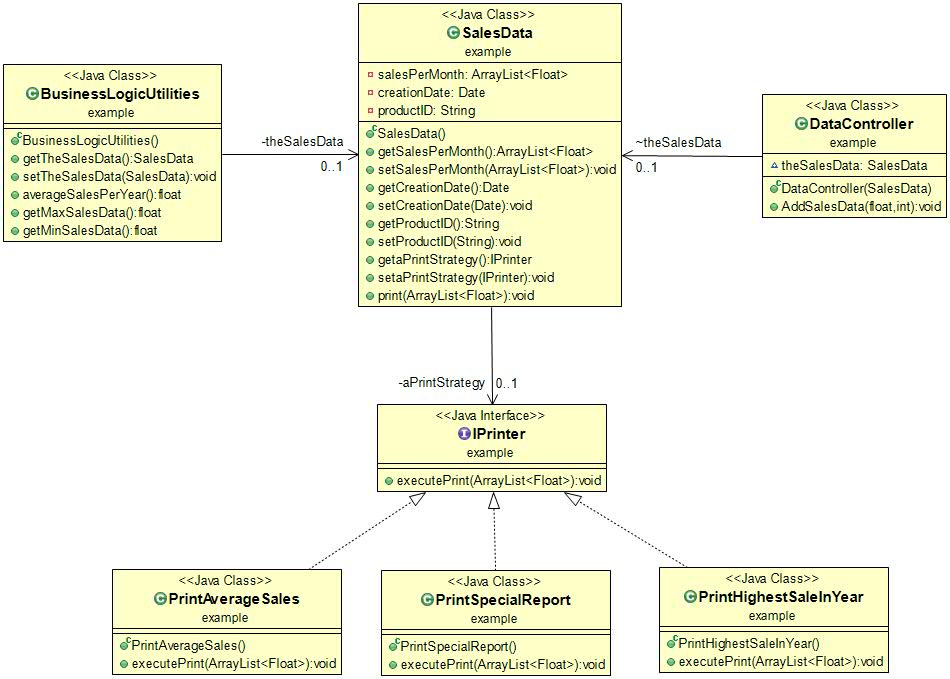 <<Java Class>>
SalesData
example
salesPerMonth: ArrayList<Float>
creationDate: Date
productID: String
SalesData()
getSalesPerMonth():ArrayList<Float>
setSalesPerMonth(ArrayList<Float>):void
getCreationDate():Date
setCreationDate(Date):void
getProductID():String
setProductID(String):void
getaPrintStrategy():IPrinter
setaPrintStrategy(IPrinter):void
print(ArrayList<Float>):void
<<Java Class>>
BusinessLogicUtilities
example
BusinessLogicUtilities()
getTheSalesData():SalesData
setTheSalesData(SalesData):void
averageSalesPerYear():float
getMaxSalesData():float
getMinSalesData():float
-theSalesData
0..1
~theSalesData
0..1
<<Java Class>>
DataController
example
theSalesData: SalesData
DataController(SalesData)
AddSalesData(float,int):void
-aPrintStrategy 0..1
<<Java Interface>>
IPrinter
example
executePrint(ArrayList<Float>):void
<<Java Class>>
PrintAverageSales
example
PrintAverageSales()
executePrint(ArrayList<Float>):void
<<Java Class>>
PrintSpecialReport
example
PrintSpecialReport()
executePrint(ArrayList<Float>):void
<<Java Class>>
PrintHighestSaleInYear
example
PrintHighestSaleInYear()
executePrint(ArrayList<Float>):void